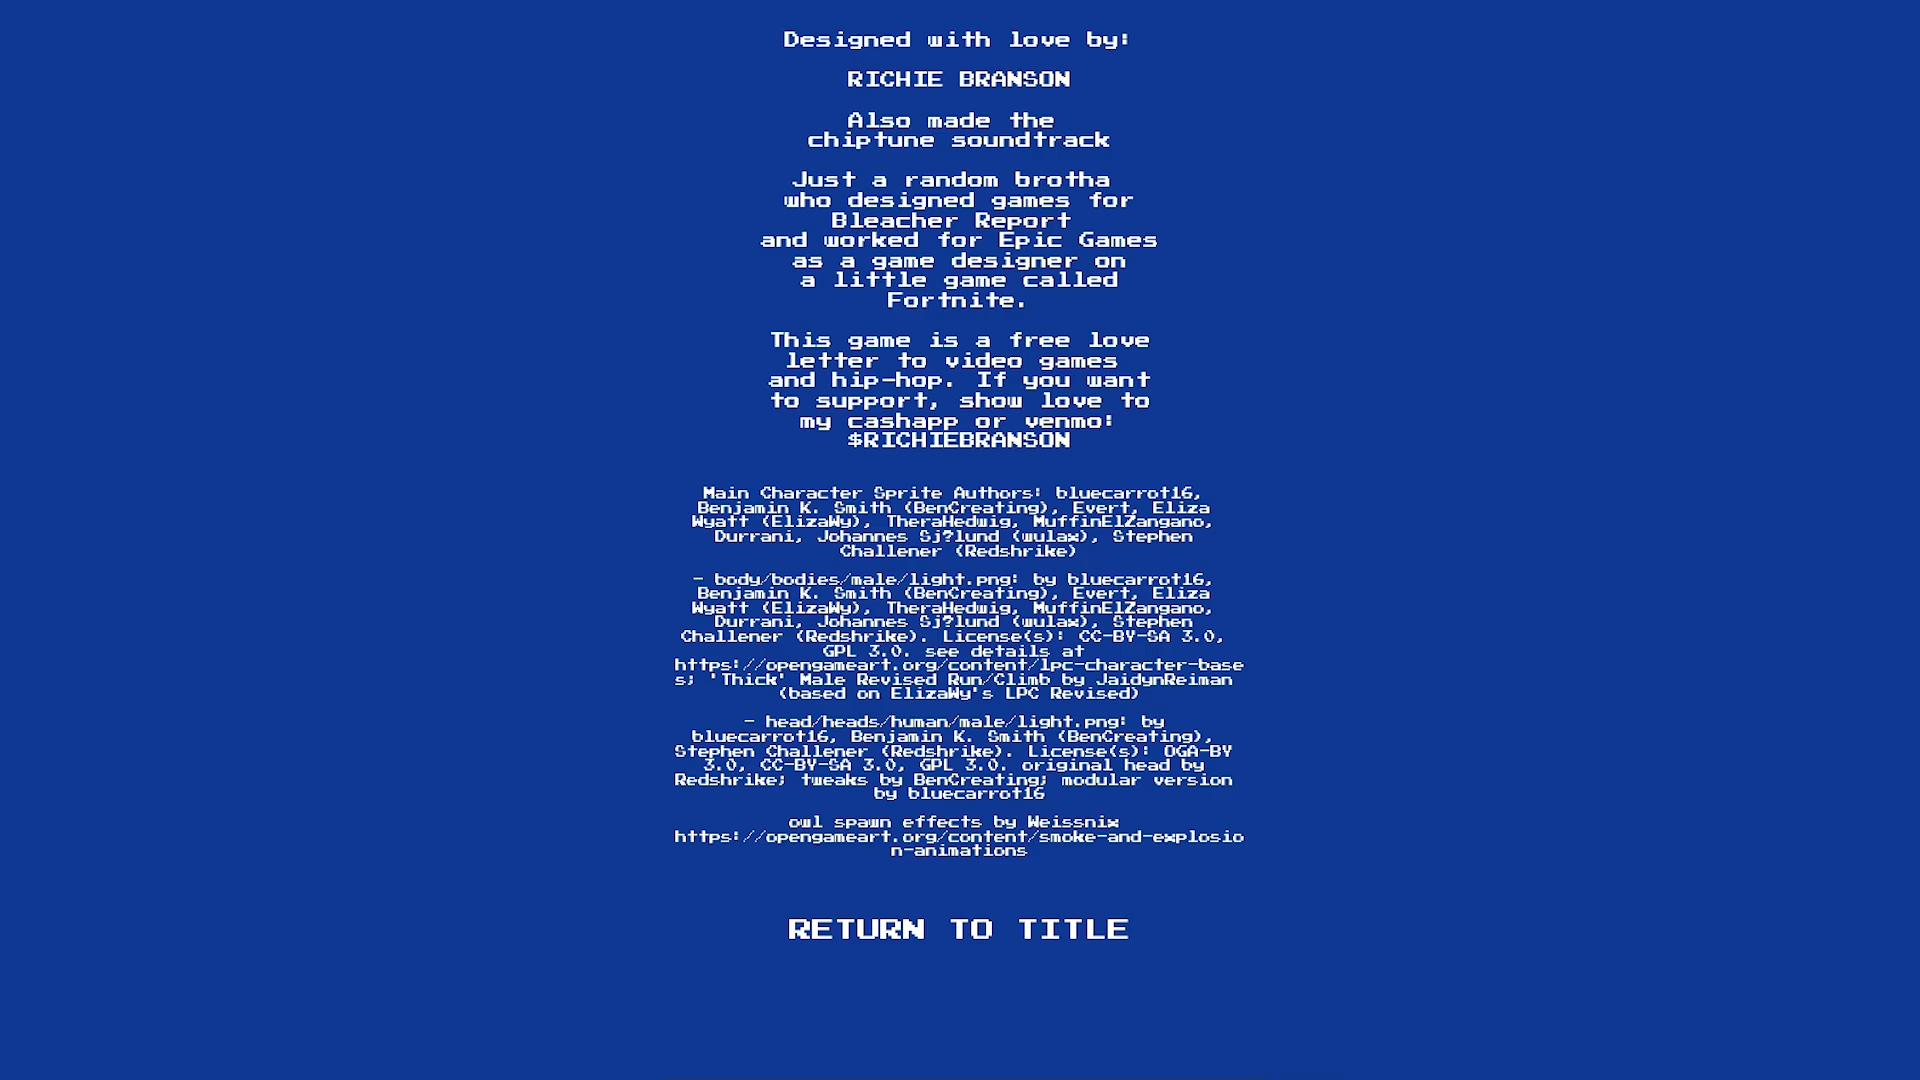 Designed with love by:
RICHIE BRANSON
Also made the
chiptune soundtrack
Just a random brotha
who designed games for
Bleacher Report
and worked for Epic Games
as a game designer on
a little game called
Fortnite.
This game is a free love
letter to video games
and hip-hop. If you want
to support, show love to
my cashapp or venmo:
$RICHIEBRANSON
Main Character Sprite Authors: bluecarrot16,
Benjamin K. Smith (BenCreating), Evert, Eliza
Wyatt (ElizaWy), TheraHedwig, MuffinElZangano,
Durrani, Johannes Sj?lund (wulax), Stephen
Challener (Redshrike)
- body/bodies/male/light.png: by bluecarrot16,
Benjamin K. Smith (BenCreating), Evert, Eliza
Wyatt (ElizaWy), TheraHedwig, MuffinElZangano,
Durrani, Johannes Sj?lund (wulax), Stephen
Challener (Redshrike). License(s): CC-BY-SA 3.0,
GPL 3.0. see details at
https://opengameart.org/content/lpc-character-base
s; 'Thick' Male Revised Run/Climb by JaidynReiman
(based on ElizaWy's LPC Revised)
- head/heads/human/male/light.png: by
bluecarrot16, Benjamin K. Smith (BenCreating),
Stephen Challener (Redshrike). License(s): OGA-BY
3.0, CC-BY-SA 3.0, GPL 3.0. original head by
Redshrike; tweaks by BenCreating; modular version
by bluecarrot16
owl spawn effects by Weissnix
https://opengameart.org/content/smoke-and-explosio
n-animations
RETURN TO TITLE